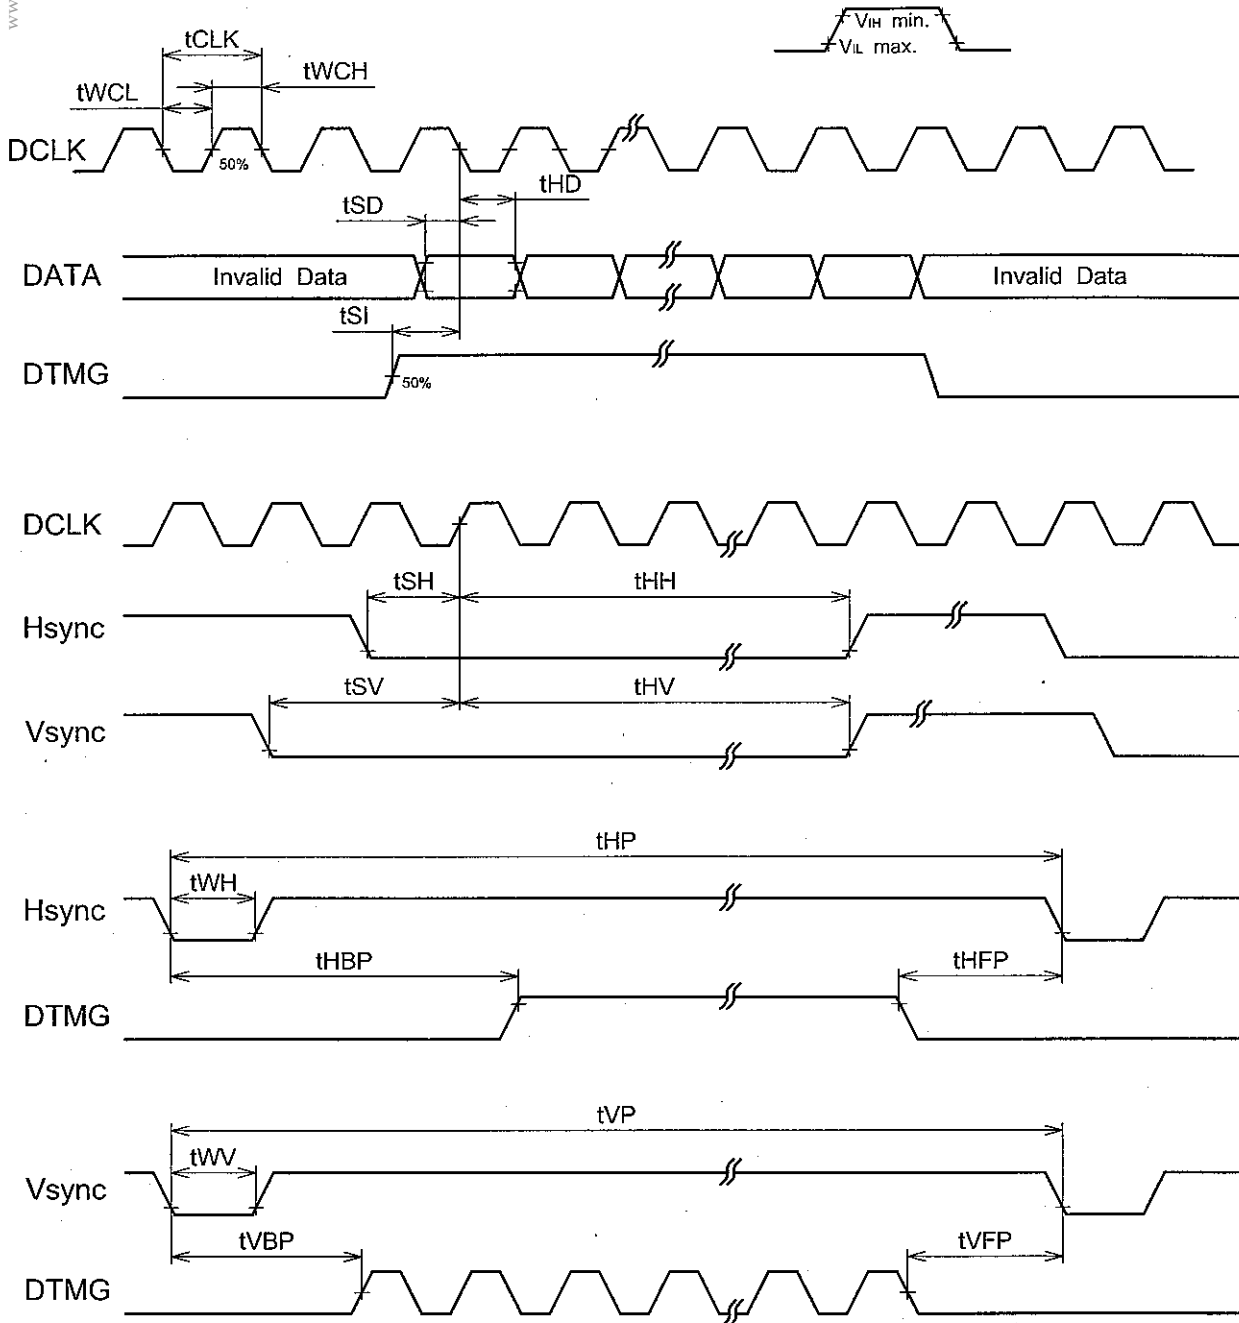 www
VIH min.
VIL max.
tCLK
tWCH
tWCL
DCLK
50%
tHD
tSD
DATA
Invalid Data
Invalid Data
tSI
DTMG
50%
DCLK
tSH
tHH
Hsync
tSV
tHV
Vsync
tHP
tWH
Hsync
tHBP
tHFP
DTMG
tVP
tWV
Vsync
tVBP
tVFP
DTMG